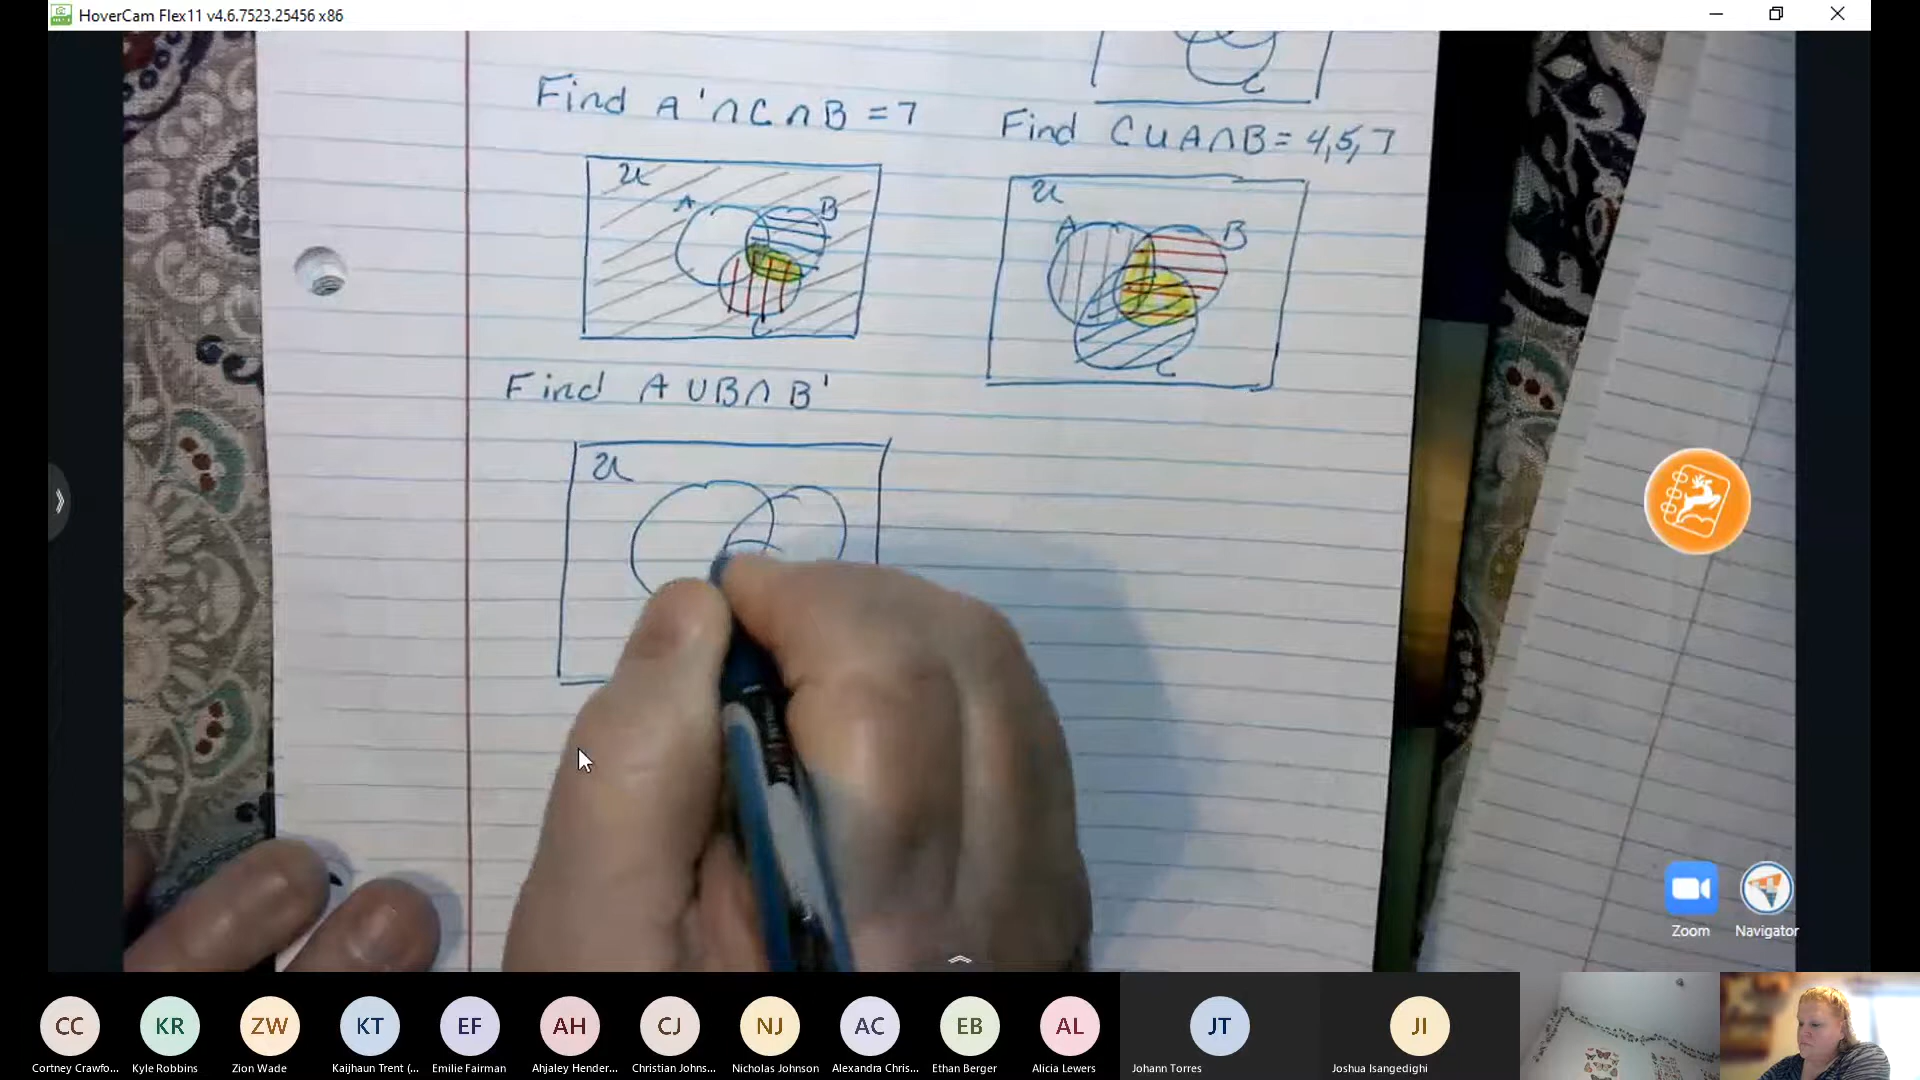 HoverCam Flex11 v4.6.7523.25456 x86
C
Find A'∩C∩B = 7
Find C∪A∩B = 4,5,7
U
A
B
C
U
A
B
C
Find A∪B∩B'
U
Zoom
Navigator
CC
KR
ZW
KT
EF
AH
CJ
NJ
AC
EB
AL
JT
JI
Cortney Crawfo...
Kyle Robbins
Zion Wade
Kaijhaun Trent (...
Emilie Fairman
Ahjaley Hender...
Christian Johns...
Nicholas Johnson
Alexandra Chris...
Ethan Berger
Alicia Lewers
Johann Torres
Joshua Isangedighi